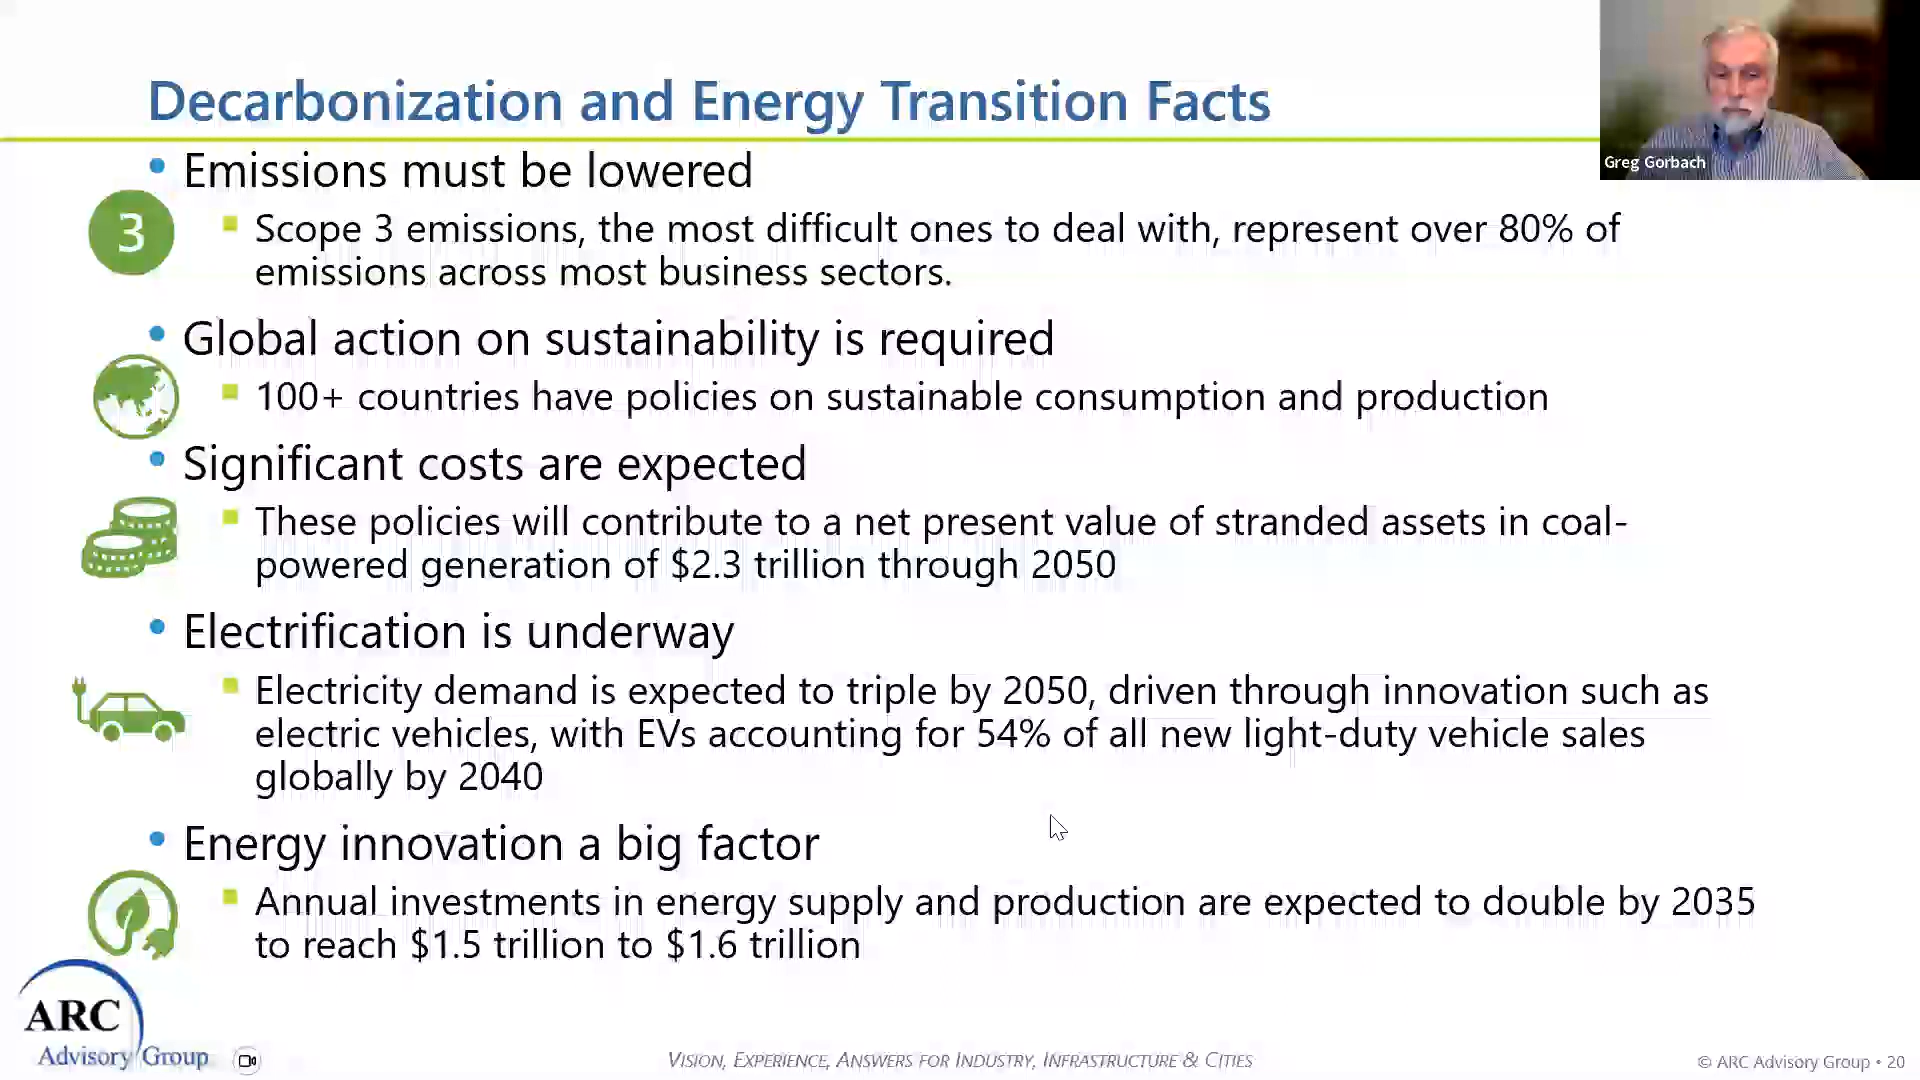 Decarbonization and Energy Transition Facts
Greg Gorbach
• Emissions must be lowered
3
Scope 3 emissions, the most difficult ones to deal with, represent over 80% of
emissions across most business sectors.
• Global action on sustainability is required
100+ countries have policies on sustainable consumption and production
• Significant costs are expected
These policies will contribute to a net present value of stranded assets in coal-
powered generation of $2.3 trillion through 2050
• Electrification is underway
Electricity demand is expected to triple by 2050, driven through innovation such as
electric vehicles, with EVs accounting for 54% of all new light-duty vehicle sales
globally by 2040
• Energy innovation a big factor
Annual investments in energy supply and production are expected to double by 2035
to reach $1.5 trillion to $1.6 trillion
ARC
Advisory Group
VISION, EXPERIENCE, ANSWERS FOR INDUSTRY, INFRASTRUCTURE & CITIES
© ARC Advisory Group • 20